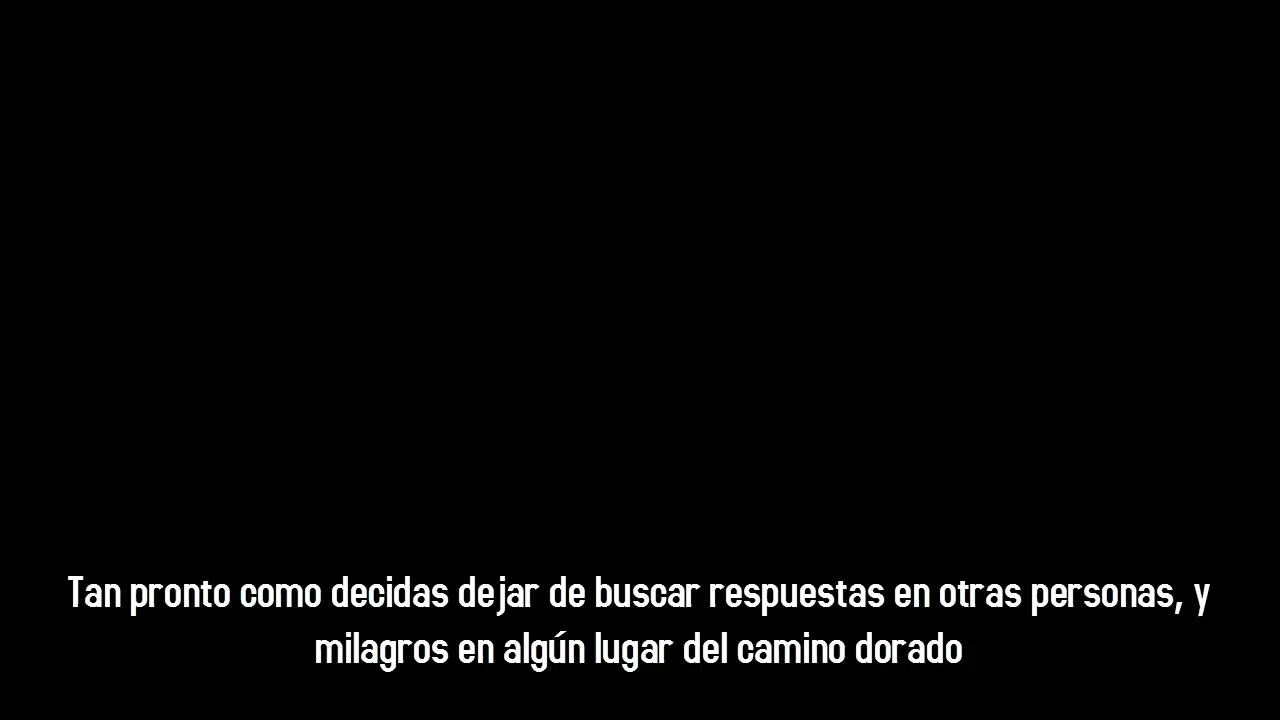 Tan pronto como decidas dejar de buscar respuestas en otras personas, y
milagros en algún lugar del camino dorado